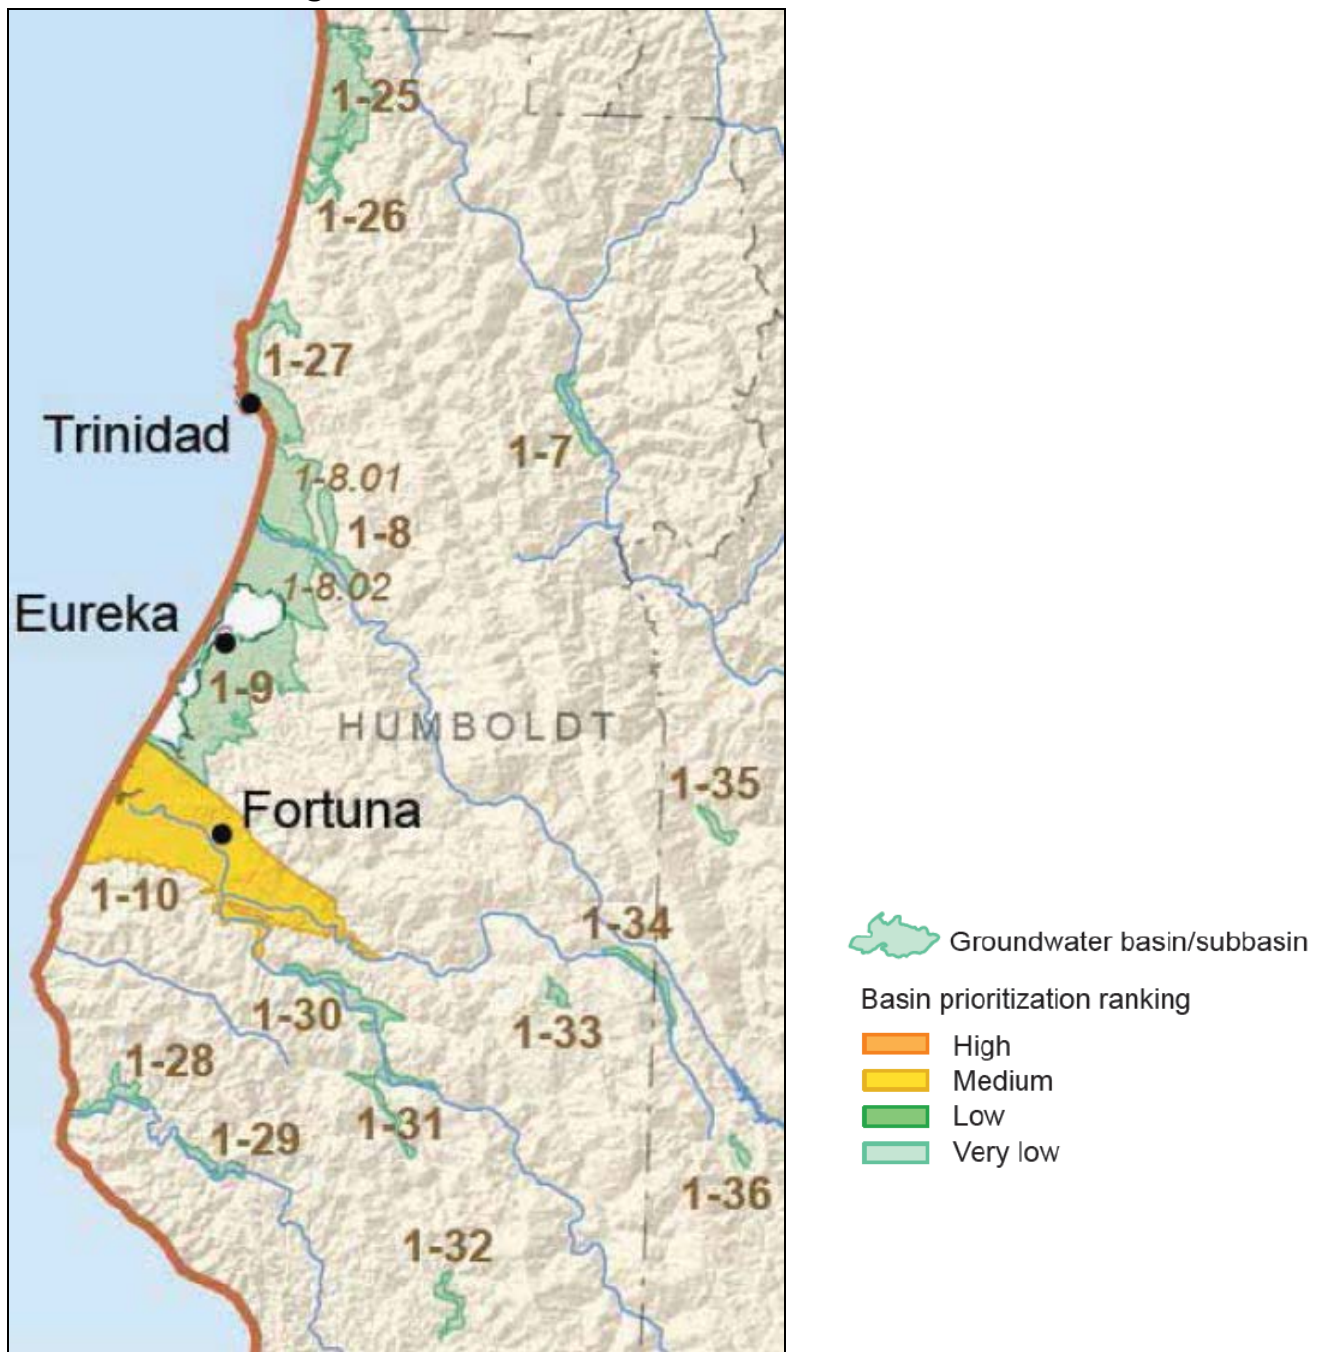 1-25
1-26
1-27
Trinidad
1-7
1-8.01
1-8
1-8.02
Eureka
1-9
HUMBOLDT
1-35
Fortuna
1-10
1-34
1-30
1-33
1-28
1-31
1-29
1-36
1-32
Groundwater basin/subbasin
Basin prioritization ranking
High
Medium
Low
Very low